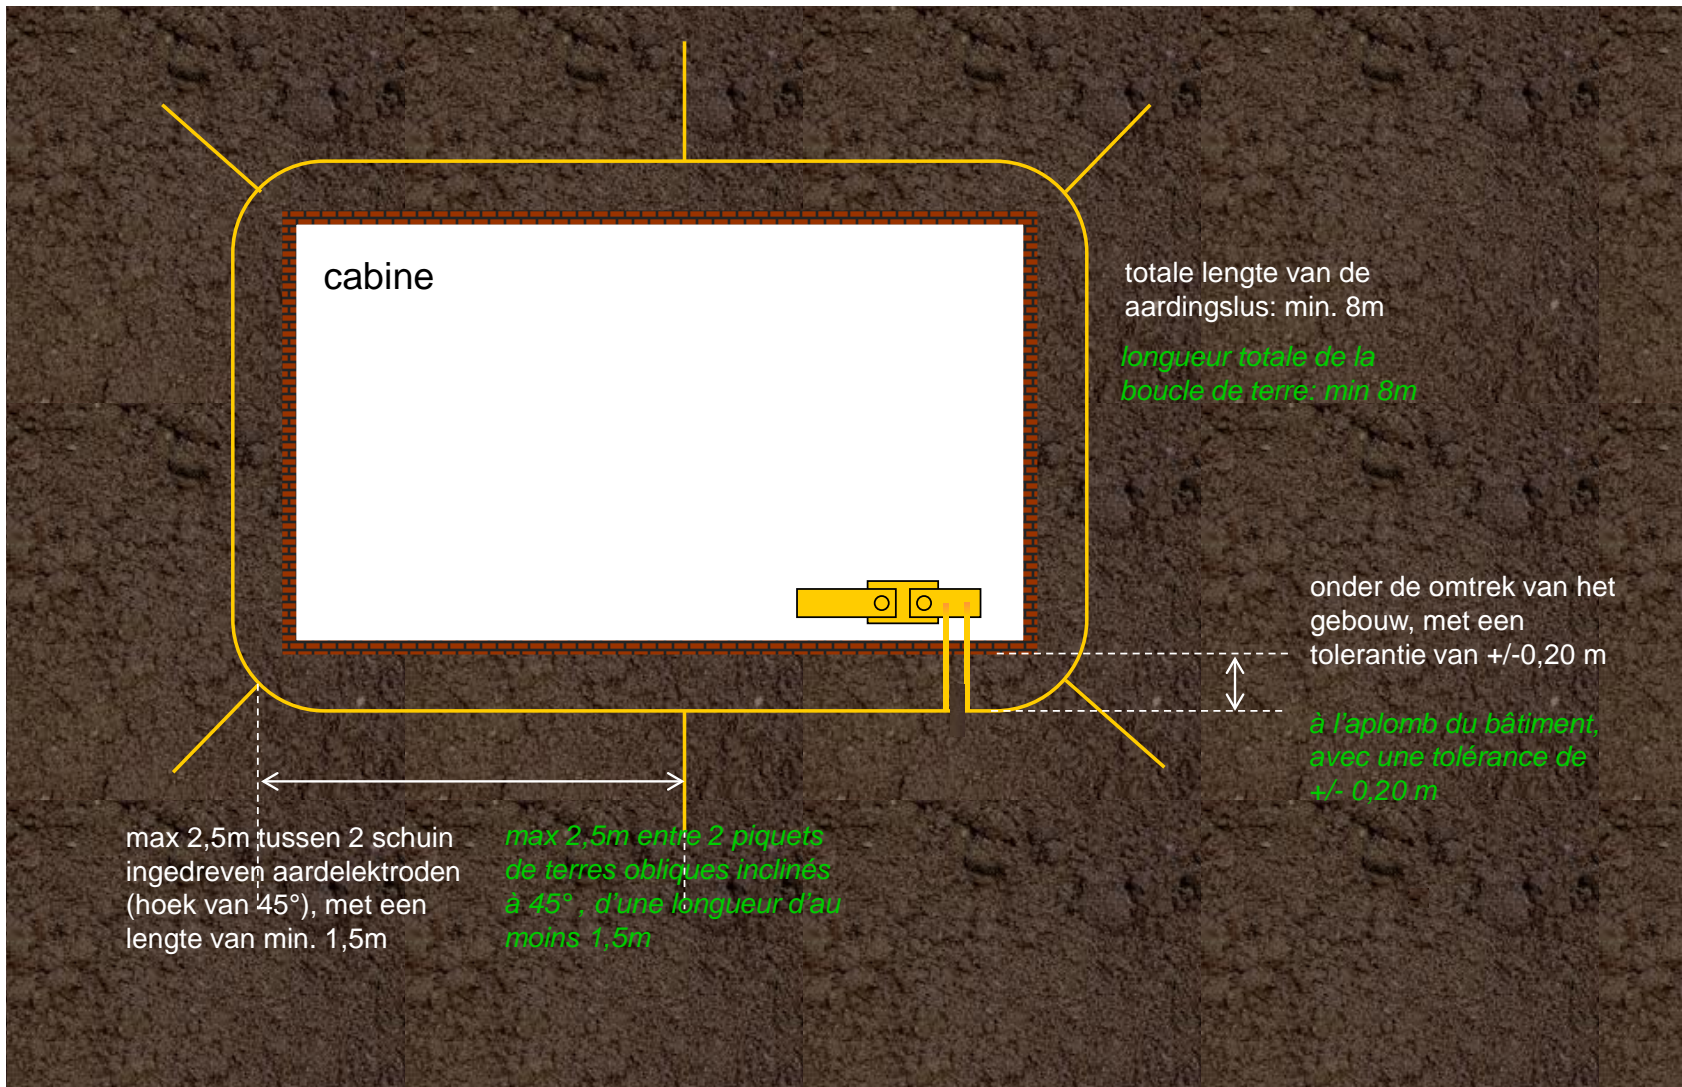 cabine
totale lengte van de
aardingslus: min. 8m
longueur totale de la
boucle de terre: min 8m
onder de omtrek van het
gebouw, met een
tolerantie van +/-0,20 m
à l'aplomb du bâtiment,
avec une tolérance de
+/- 0,20 m
max 2,5m tussen 2 schuin
ingedreven aardelektroden
(hoek van 45°), met een
lengte van min. 1,5m
max 2,5m entre 2 piquets
de terres obliques inclinés
à 45° , d'une longueur d'au
moins 1,5m